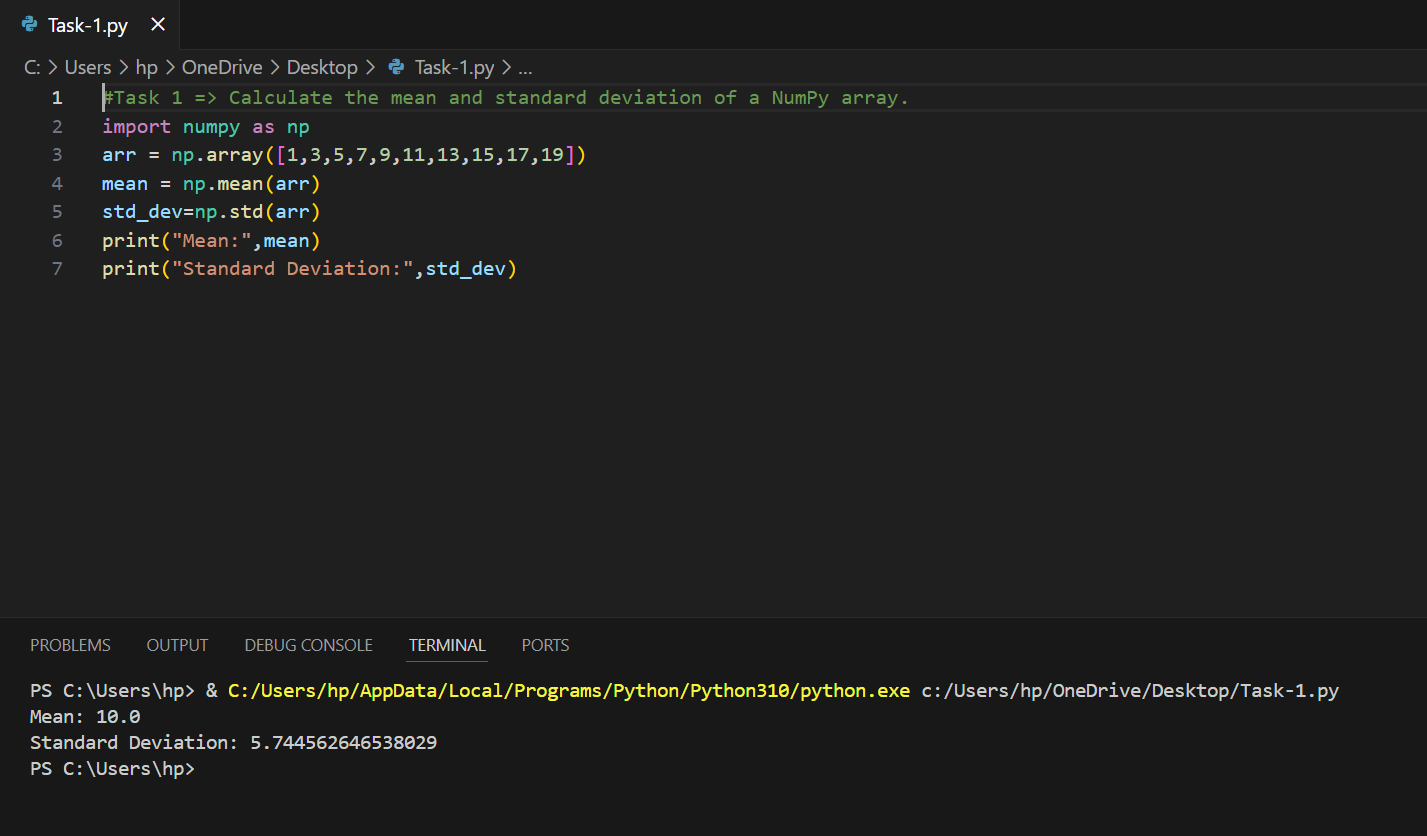 Task-1.py
C: > Users > hp > OneDrive > Desktop > Task-1.py > ...
1 #Task 1 => Calculate the mean and standard deviation of a NumPy array.
2 import numpy as np
3 arr = np.array([1,3,5,7,9,11,13,15,17,19])
4 mean = np.mean(arr)
5 std_dev=np.std(arr)
6 print("Mean:",mean)
7 print("Standard Deviation:",std_dev)
PROBLEMS OUTPUT DEBUG CONSOLE TERMINAL PORTS
PS C:\Users\hp> & C:/Users/hp/AppData/Local/Programs/Python/Python310/python.exe c:/Users/hp/OneDrive/Desktop/Task-1.py
Mean: 10.0
Standard Deviation: 5.744562646538029
PS C:\Users\hp>